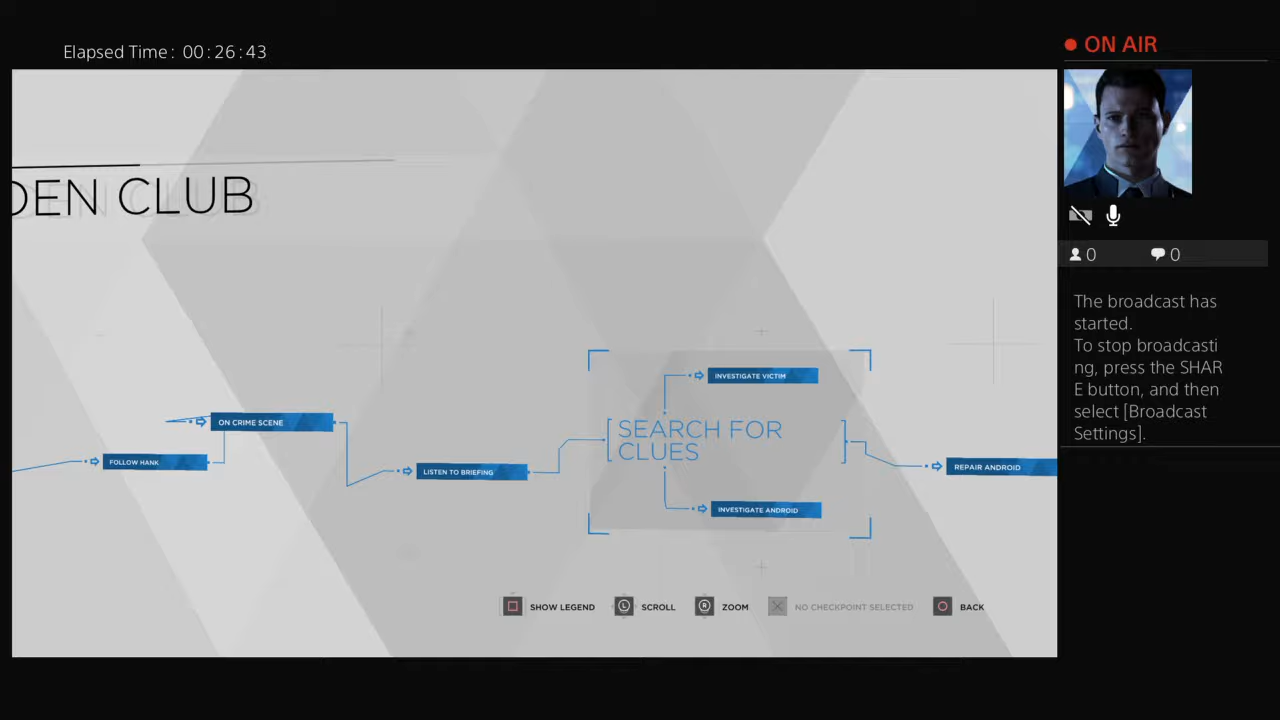 Elapsed Time: 00:26:43
ON AIR
DEN CLUB
0
0
The broadcast has
started.
To stop broadcasti
ng, press the SHAR
E button, and then
select [Broadcast
Settings].
INVESTIGATE VICTIM
ON CRIME SCENE
SEARCH FOR
CLUES
FOLLOW HANK
LISTEN TO BRIEFING
REPAIR ANDROID
INVESTIGATE ANDROID
SHOW LEGEND
L
SCROLL
R
ZOOM
NO CHECKPOINT SELECTED
BACK